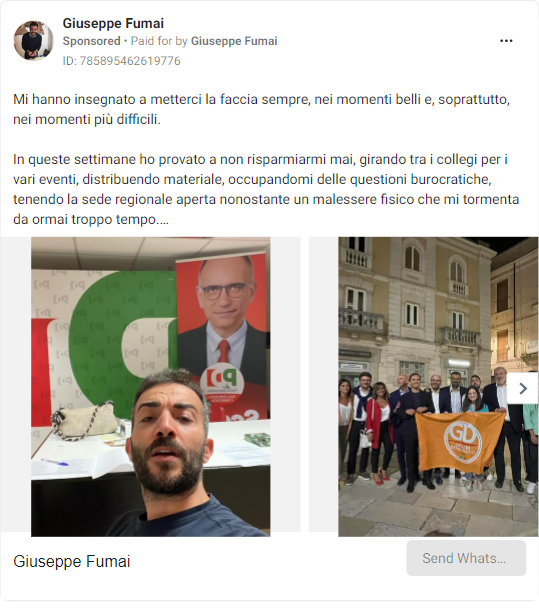 Giuseppe Fumai
Sponsored • Paid for by Giuseppe Fumai
ID: 785895462619776
Mi hanno insegnato a metterci la faccia sempre, nei momenti belli e, soprattutto,
nei momenti più difficili.
In queste settimane ho provato a non risparmiarmi mai, girando tra i collegi per i
vari eventi, distribuendo materiale, occupandomi delle questioni burocratiche,
tenendo la sede regionale aperta nonostante un malessere fisico che mi tormenta
da ormai troppo tempo....
PD
GD
Giuseppe Fumai
Send Whats...